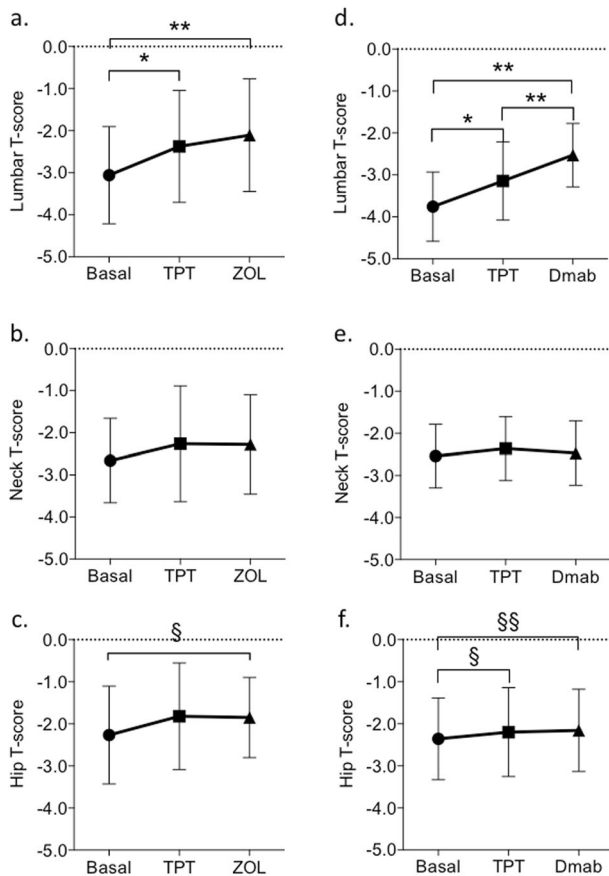 a.
**
*
0.0
-1.0
-2.0
-3.0
-4.0
-5.0
Lumbar T-score
Basal TPT ZOL
d.
**
**
*
0.0
-1.0
-2.0
-3.0
-4.0
-5.0
Lumbar T-score
Basal TPT Dmab
b.
0.0
-1.0
-2.0
-3.0
-4.0
-5.0
Neck T-score
Basal TPT ZOL
e.
0.0
-1.0
-2.0
-3.0
-4.0
-5.0
Neck T-score
Basal TPT Dmab
c.
§
0.0
-1.0
-2.0
-3.0
-4.0
-5.0
Hip T-score
Basal TPT ZOL
f.
§§
§
0.0
-1.0
-2.0
-3.0
-4.0
-5.0
Hip T-score
Basal TPT Dmab